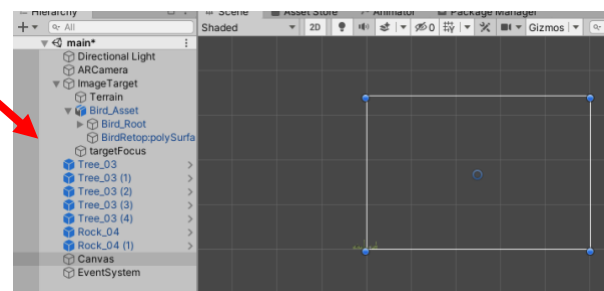 Hierarchy
Scene Asset Store Animator Package Manager
All
Shaded 2D 0 Gizmos
main*
Directional Light
ARCamera
ImageTarget
Terrain
Bird_Asset
Bird_Root
BirdRetop:polySurfa
targetFocus
Tree_03
Tree_03 (1)
Tree_03 (2)
Tree_03 (3)
Tree_03 (4)
Rock_04
Rock_04 (1)
Canvas
EventSystem